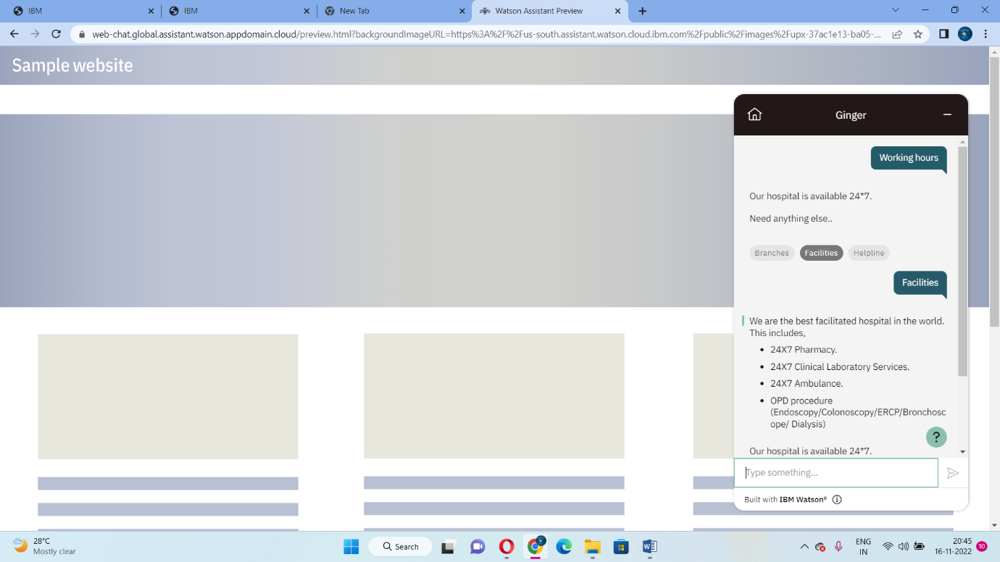 IBM
IBM
New Tab
Watson Assistant Preview
web-chat.global.assistant.watson.appdomain.cloud/preview.html?backgroundImageURL=https%3A%2F%2Fus-south.assistant.watson.cloud.ibm.com%2Fpublic%2Fimages%2Fupx-37ac1e13-ba05-...
Sample website
Ginger
Working hours
Our hospital is available 24*7.
Need anything else..
Branches Facilities Helpline
Facilities
We are the best facilitated hospital in the world.
This includes,
• 24X7 Pharmacy.
• 24X7 Clinical Laboratory Services.
• 24X7 Ambulance.
• OPD procedure
(Endoscopy/Colonoscopy/ERCP/Bronchosc
ope/ Dialysis)
?
Our hospital is available 24*7.
Type something...
Built with IBM Watson®
28°C
Mostly clear
Search
ENG
IN
20:45
16-11-2022
10